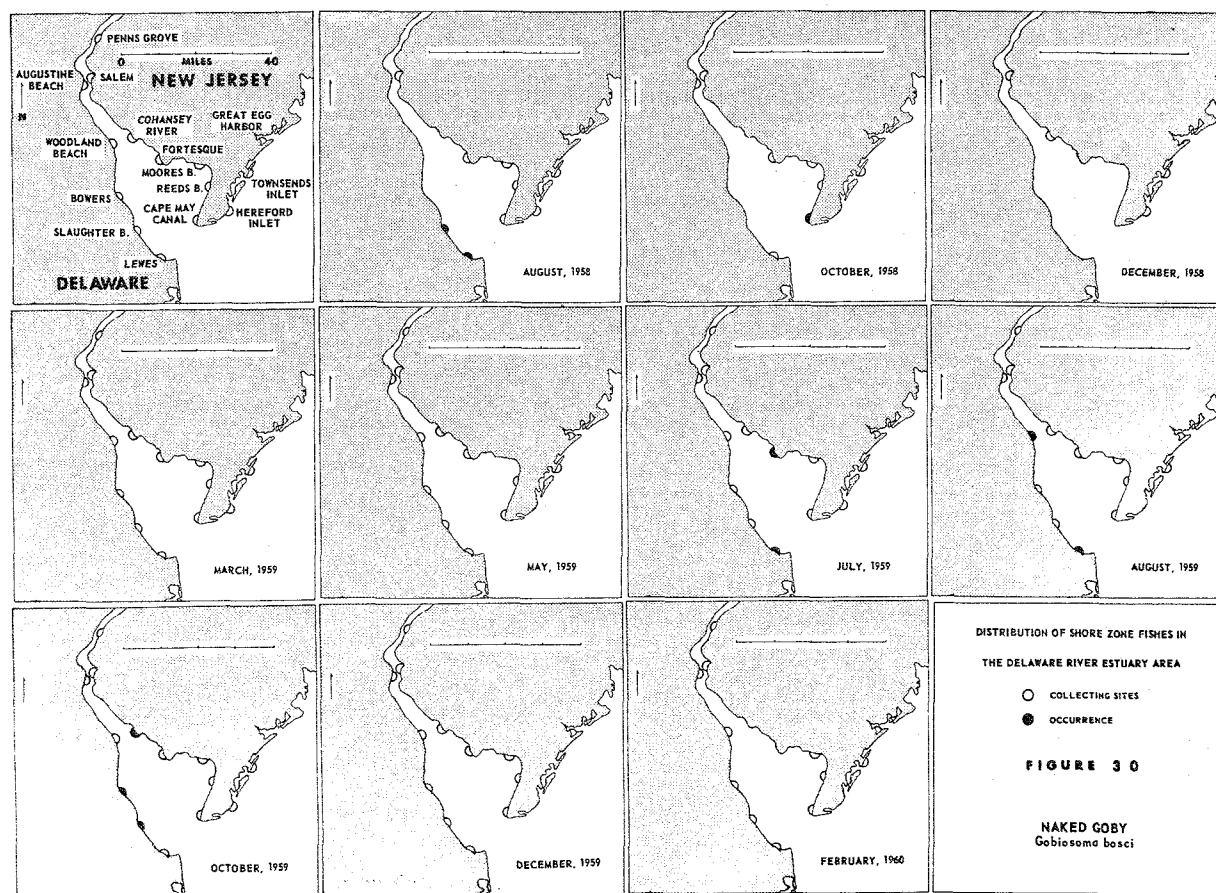 PENNS GROVE
0 MILES 40
AUGUSTINE BEACH
SALEM
NEW JERSEY
N
COHANSEY RIVER
GREAT EGG HARBOR
WOODLAND BEACH
FORTESQUE
MOORES B.
REEDS B.
TOWNSENDS INLET
BOWERS
CAPE MAY CANAL
HEREFORD INLET
SLAUGHTER B.
LEWES
DELAWARE
AUGUST, 1958
OCTOBER, 1958
DECEMBER, 1958
MARCH, 1959
MAY, 1959
JULY, 1959
AUGUST, 1959
OCTOBER, 1959
DECEMBER, 1959
FEBRUARY, 1960
DISTRIBUTION OF SHORE ZONE FISHES IN
THE DELAWARE RIVER ESTUARY AREA
COLLECTING SITES
OCCURRENCE
FIGURE 30
NAKED GOBY
Gobiosoma bosci